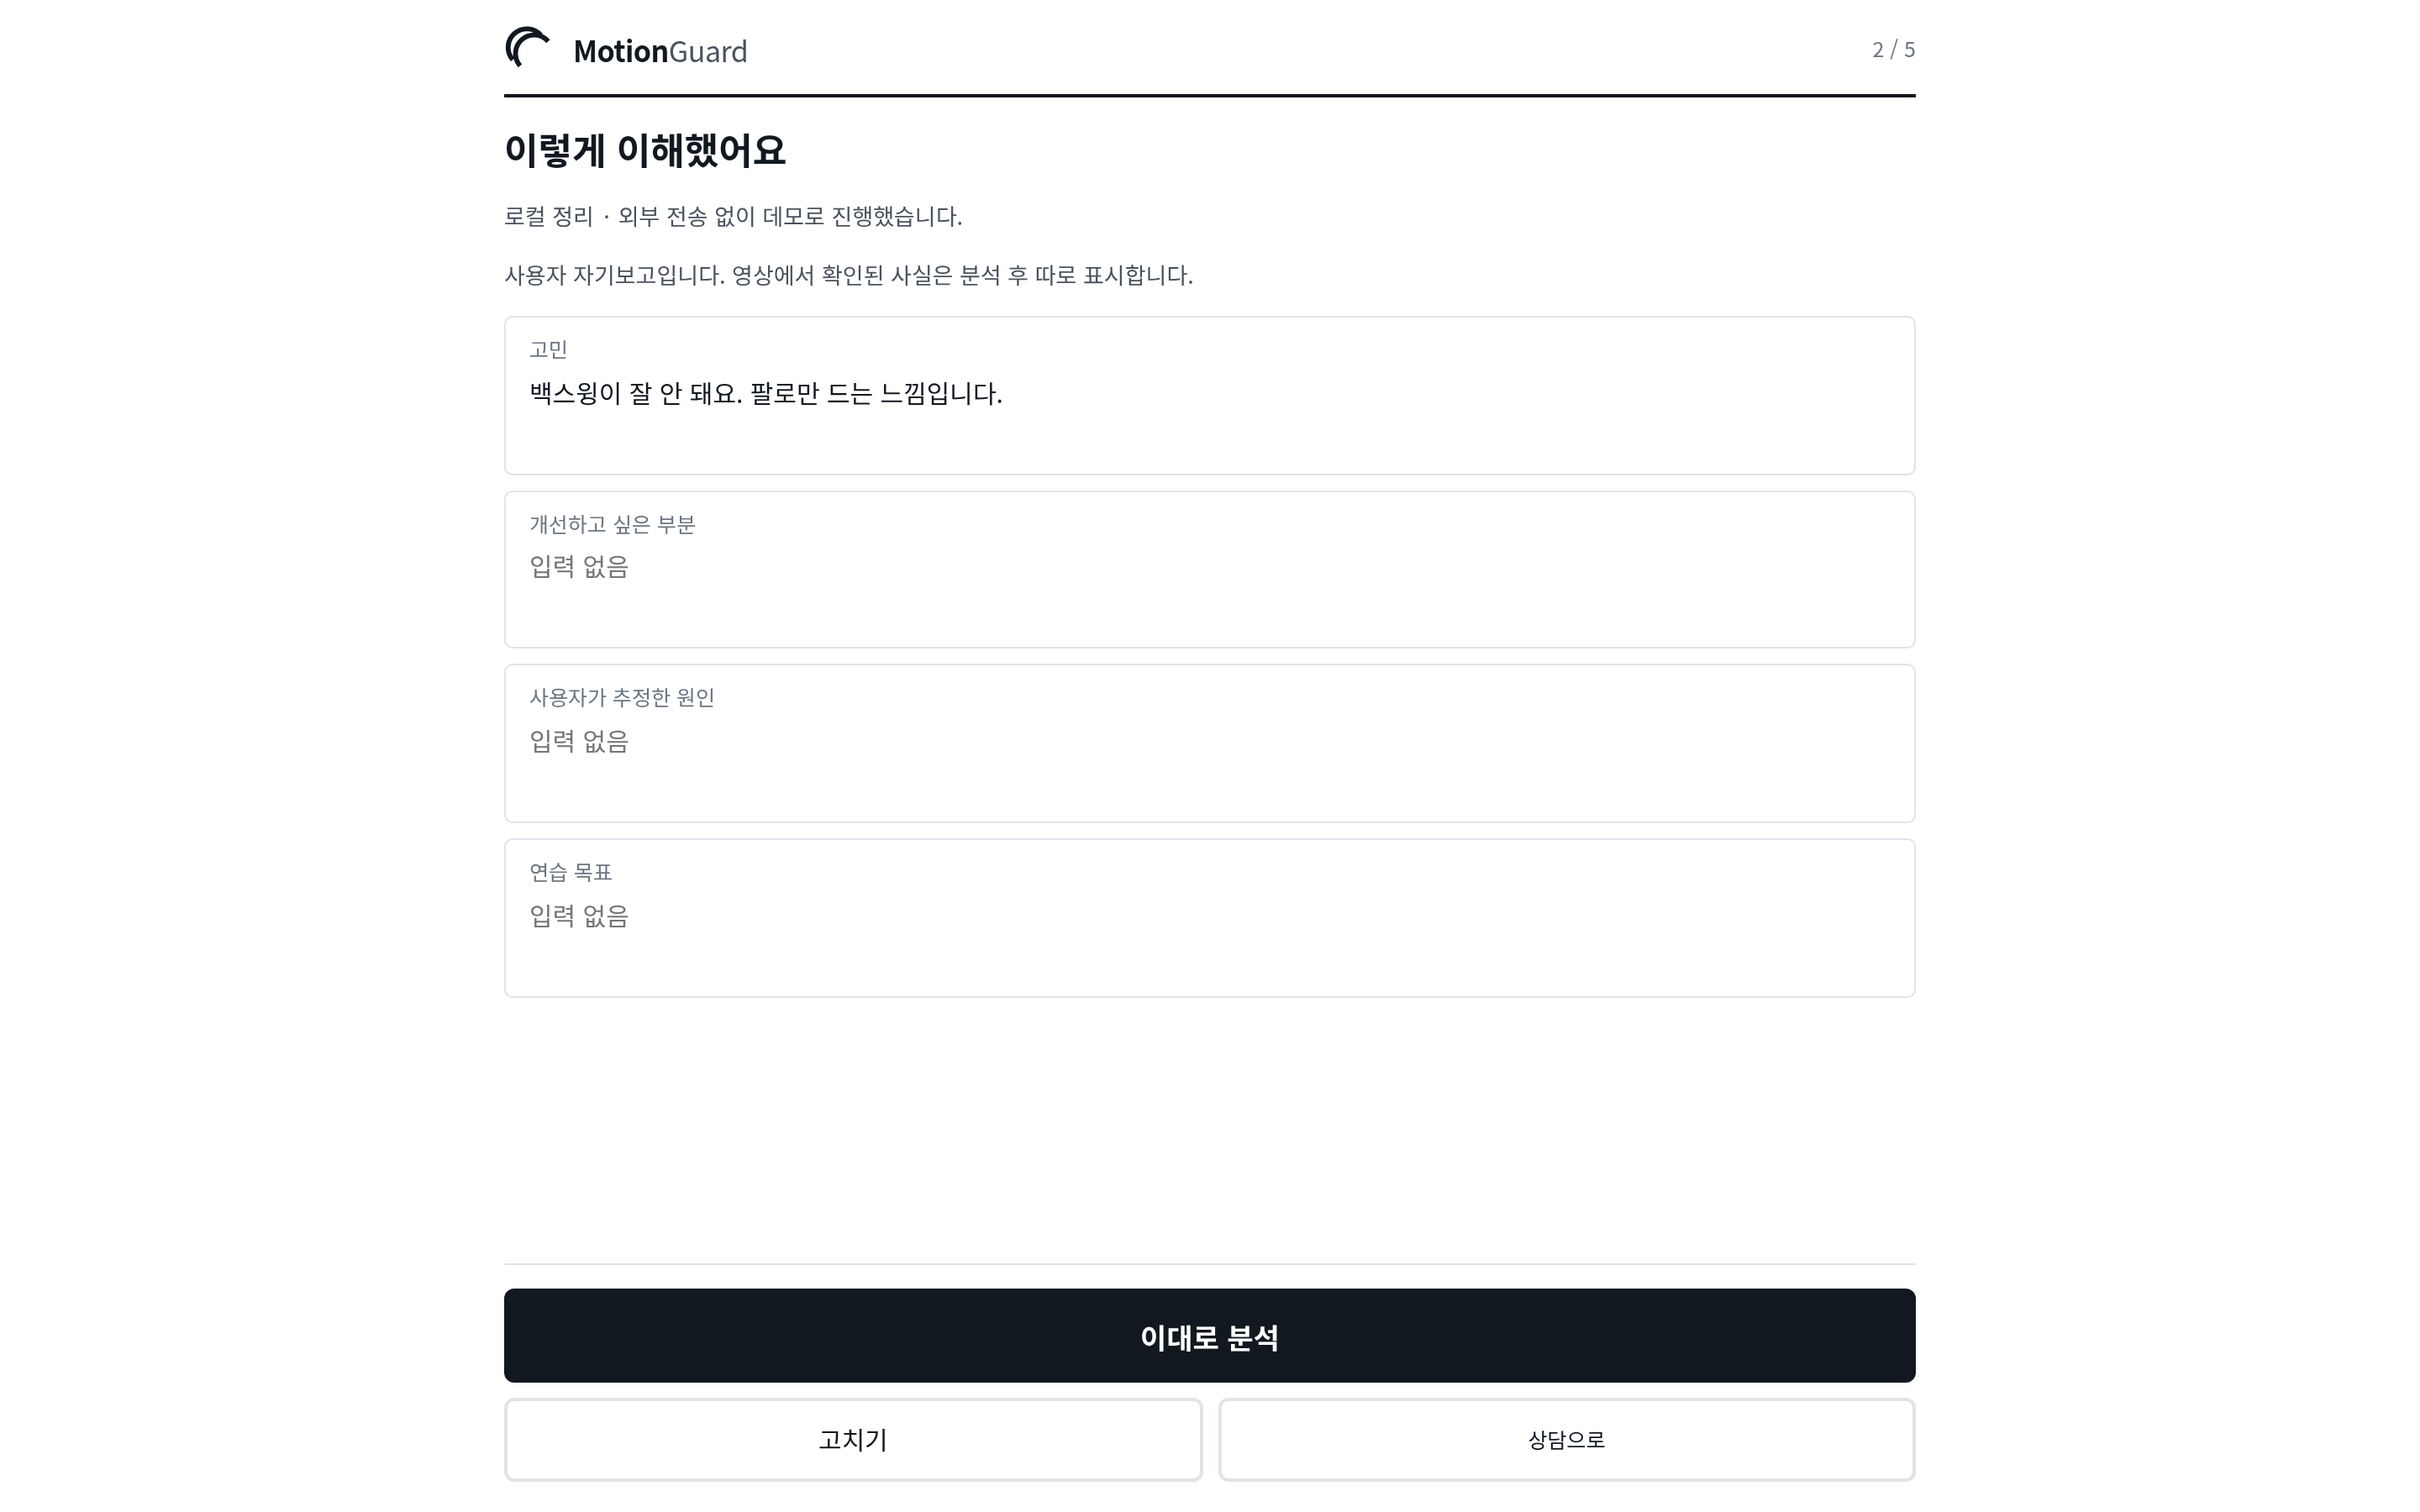 MotionGuard
2 / 5
이렇게 이해했어요
로컬 정리 · 외부 전송 없이 데모로 진행했습니다.
사용자 자기보고입니다. 영상에서 확인된 사실은 분석 후 따로 표시합니다.
고민
백스윙이 잘 안 돼요. 팔로만 드는 느낌입니다.
개선하고 싶은 부분
입력 없음
사용자가 추정한 원인
입력 없음
연습 목표
입력 없음
이대로 분석
고치기
상담으로